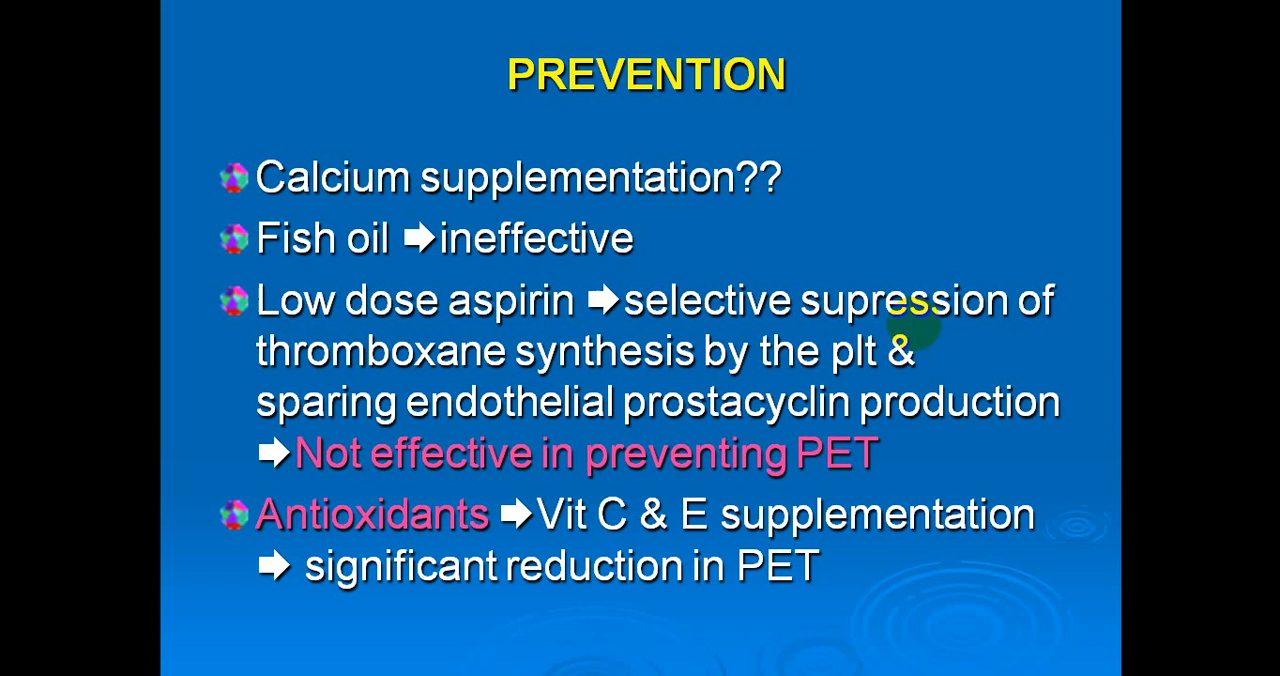 PREVENTION
Calcium supplementation??
Fish oil ➡ineffective
Low dose aspirin ➡selective supression of
thromboxane synthesis by the plt &
sparing endothelial prostacyclin production
➡Not effective in preventing PET
Antioxidants ➡Vit C & E supplementation
➡ significant reduction in PET